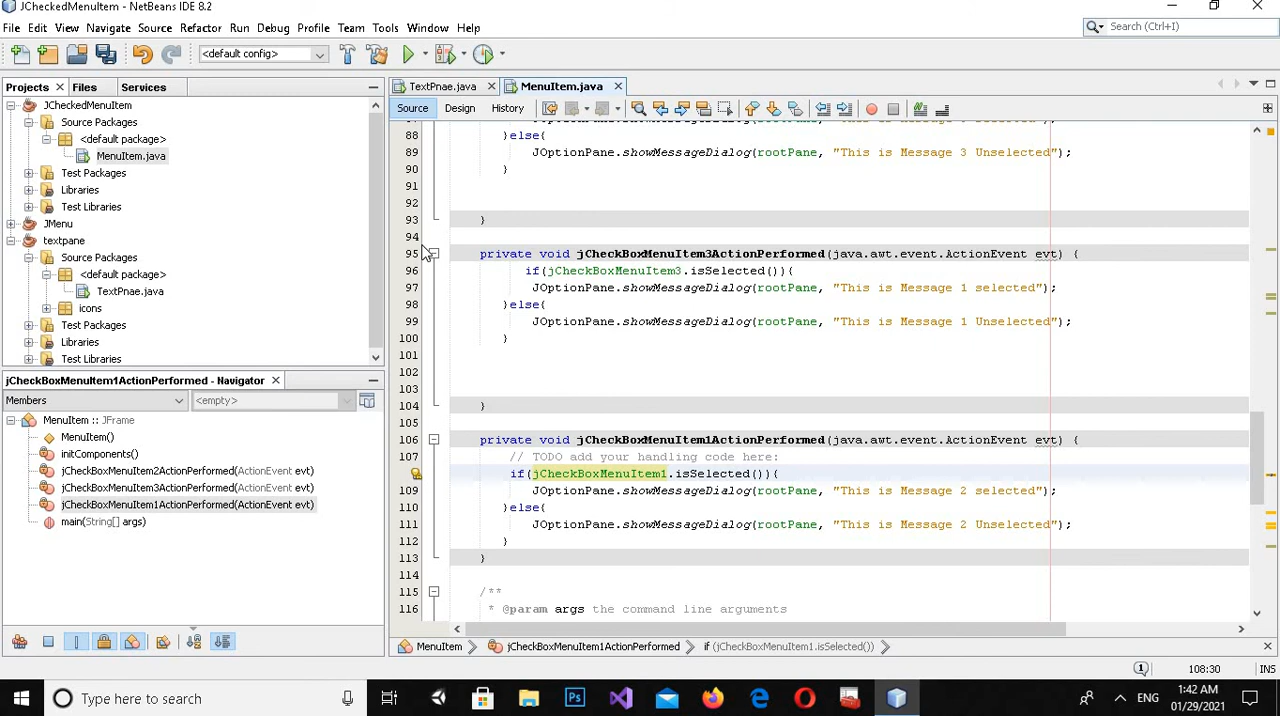 JCheckedMenuItem - NetBeans IDE 8.2
File Edit View Navigate Source Refactor Run Debug Profile Team Tools Window Help
Search (Ctrl+I)
<default config>
Projects Files Services
TextPnae.java MenuItem.java
Source Design History
JCheckedMenuItem
Source Packages
<default package>
MenuItem.java
Test Packages
Libraries
Test Libraries
JMenu
textpane
Source Packages
<default package>
TextPnae.java
icons
Test Packages
Libraries
Test Libraries
jCheckBoxMenuItem1ActionPerformed - Navigator
Members <empty>
MenuItem :: JFrame
MenuItem()
initComponents()
jCheckBoxMenuItem2ActionPerformed(ActionEvent evt)
jCheckBoxMenuItem3ActionPerformed(ActionEvent evt)
jCheckBoxMenuItem1ActionPerformed(ActionEvent evt)
main(String[] args)
88 }else{
89 JOptionPane.showMessageDialog(rootPane, "This is Message 3 Unselected");
90 }
91
92
93 }
94
95 private void jCheckBoxMenuItem3ActionPerformed(java.awt.event.ActionEvent evt) {
96 if(jCheckBoxMenuItem3.isSelected()){
97 JOptionPane.showMessageDialog(rootPane, "This is Message 1 selected");
98 }else{
99 JOptionPane.showMessageDialog(rootPane, "This is Message 1 Unselected");
100 }
101
102
103
104 }
105
106 private void jCheckBoxMenuItem1ActionPerformed(java.awt.event.ActionEvent evt) {
107 // TODO add your handling code here:
if(jCheckBoxMenuItem1.isSelected()){
109 JOptionPane.showMessageDialog(rootPane, "This is Message 2 selected");
110 }else{
111 JOptionPane.showMessageDialog(rootPane, "This is Message 2 Unselected");
112 }
113 }
114
115 /**
116 * @param args the command line arguments
MenuItem jCheckBoxMenuItem1ActionPerformed if (jCheckBoxMenuItem1.isSelected())
108:30 INS
Type here to search
ENG
1:42 AM
01/29/2021